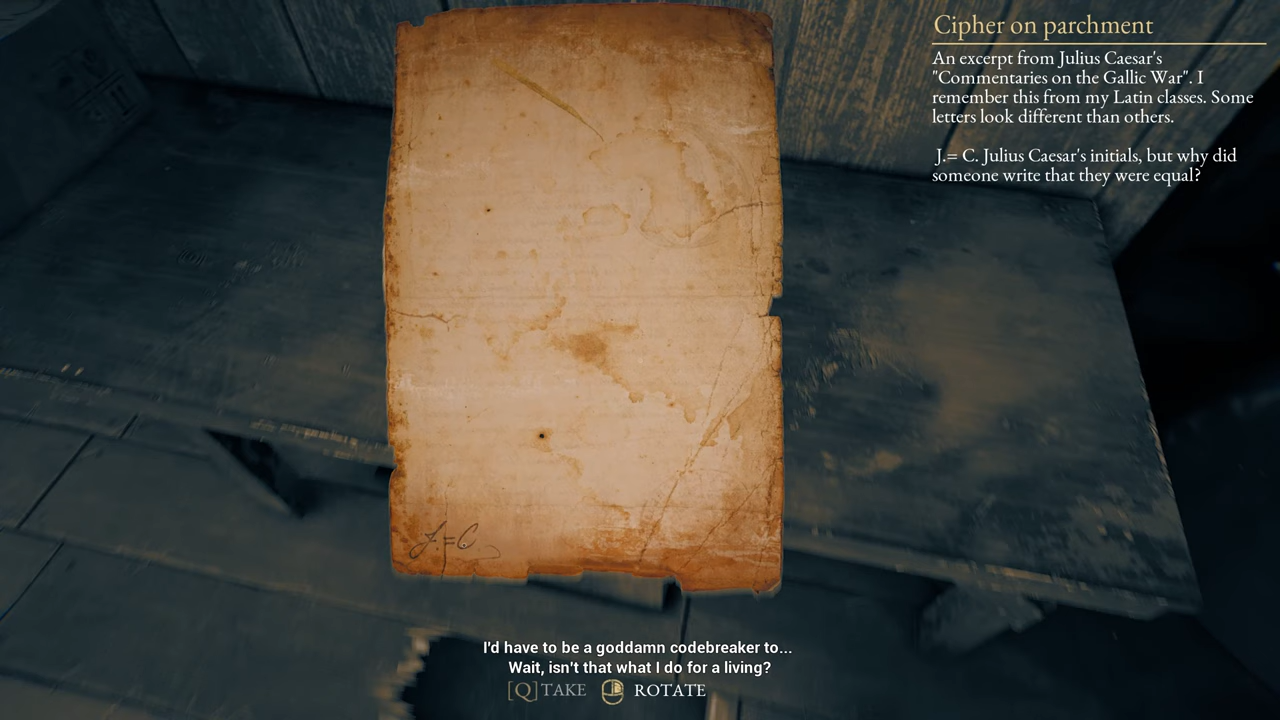 Cipher on parchment
An excerpt from Julius Caesar's
"Commentaries on the Gallic War". I
remember this from my Latin classes. Some
letters look different than others.
J.= C. Julius Caesar's initials, but why did
someone write that they were equal?
J.=C.
I'd have to be a goddamn codebreaker to...
Wait, isn't that what I do for a living?
[Q] TAKE ROTATE